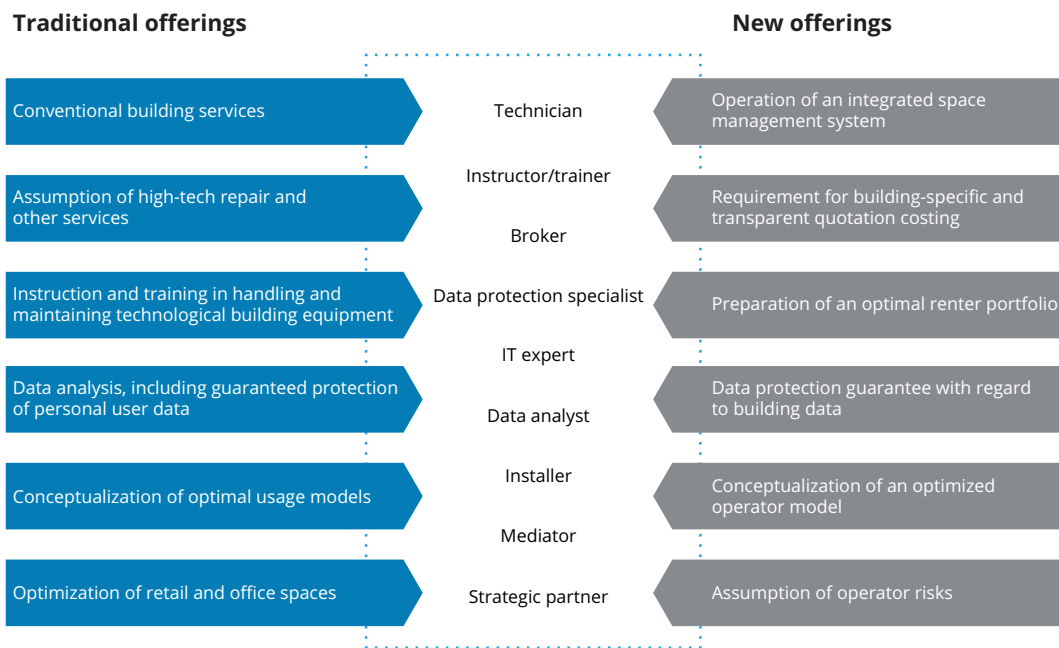 Traditional offerings
New offerings
Conventional building services
Technician
Operation of an integrated space
management system
Instructor/trainer
Assumption of high-tech repair and
other services
Requirement for building-specific and
transparent quotation costing
Broker
Instruction and training in handling and
maintaining technological building equipment
Data protection specialist
Preparation of an optimal renter portfolio
IT expert
Data analysis, including guaranteed protection
of personal user data
Data protection guarantee with regard
to building data
Data analyst
Installer
Conceptualization of optimal usage models
Conceptualization of an optimized
operator model
Mediator
Optimization of retail and office spaces
Strategic partner
Assumption of operator risks